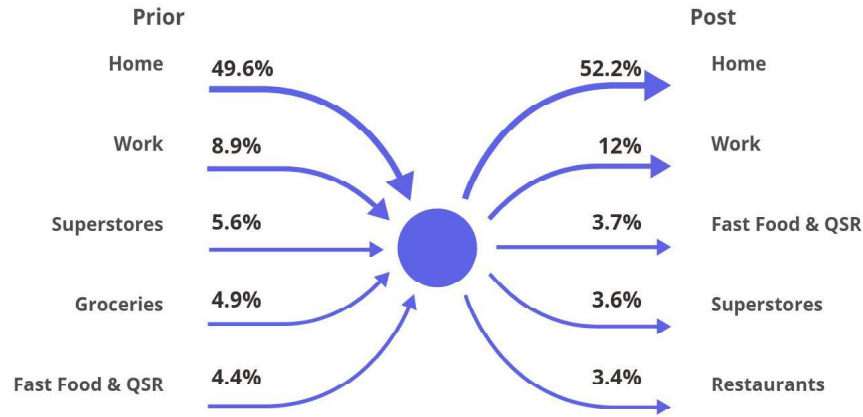 Prior
Post
Home
49.6%
52.2%
Home
Work
8.9%
12%
Work
Superstores
5.6%
3.7%
Fast Food & QSR
Groceries
4.9%
3.6%
Superstores
Fast Food & QSR
4.4%
3.4%
Restaurants